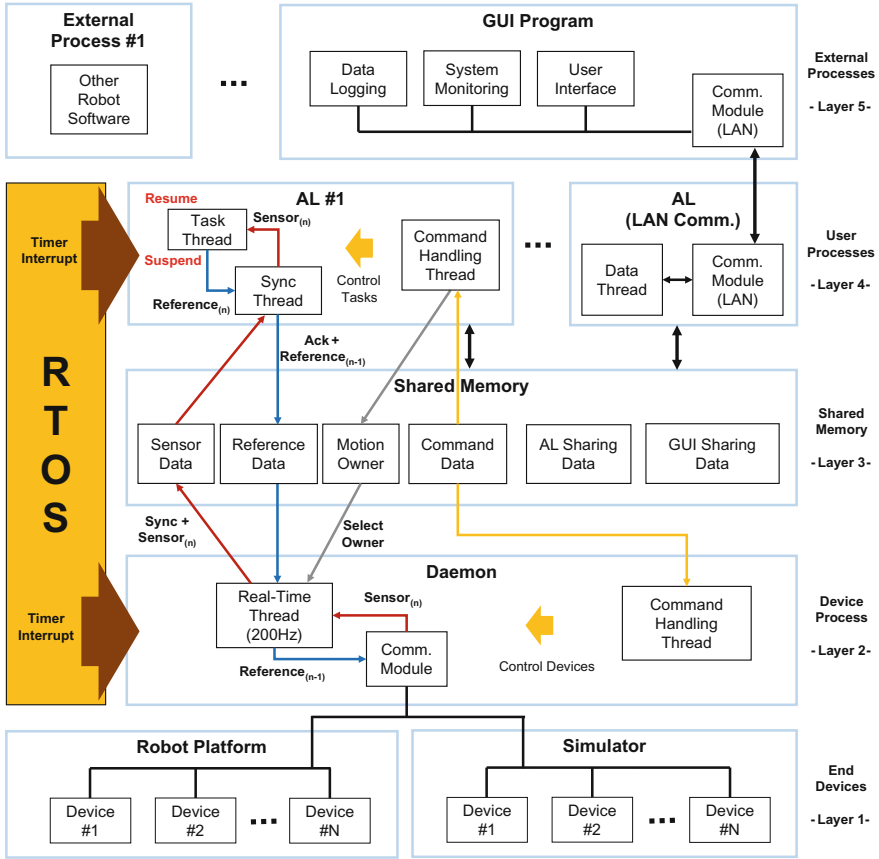 External
Process #1
Other
Robot
Software
...
GUI Program
Data
Logging
System
Monitoring
User
Interface
Comm.
Module
(LAN)
External
Processes
- Layer 5-
RTOS
Timer
Interrupt
Timer
Interrupt
AL #1
Resume
Task
Thread
Suspend
Sensor(n)
Reference(n)
Sync
Thread
Control
Tasks
Command
Handling
Thread
...
AL
(LAN Comm.)
Data
Thread
Comm.
Module
(LAN)
User
Processes
- Layer 4-
Ack +
Reference(n-1)
Shared Memory
Sensor
Data
Reference
Data
Motion
Owner
Command
Data
AL Sharing
Data
GUI Sharing
Data
Shared
Memory
- Layer 3-
Sync +
Sensor(n)
Select
Owner
Daemon
Real-Time
Thread
(200Hz)
Sensor(n)
Reference(n-1)
Comm.
Module
Control Devices
Command
Handling
Thread
Device
Process
- Layer 2-
Robot Platform
Device
#1
Device
#2
...
Device
#N
Simulator
Device
#1
Device
#2
...
Device
#N
End
Devices
- Layer 1-